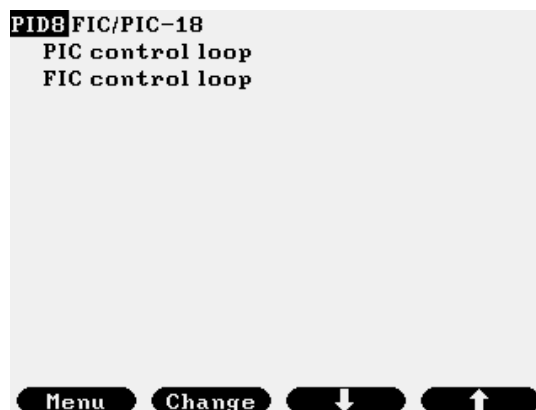 PID8 FIC/PIC-18
PIC control loop
FIC control loop
Menu Change ↓ ↑